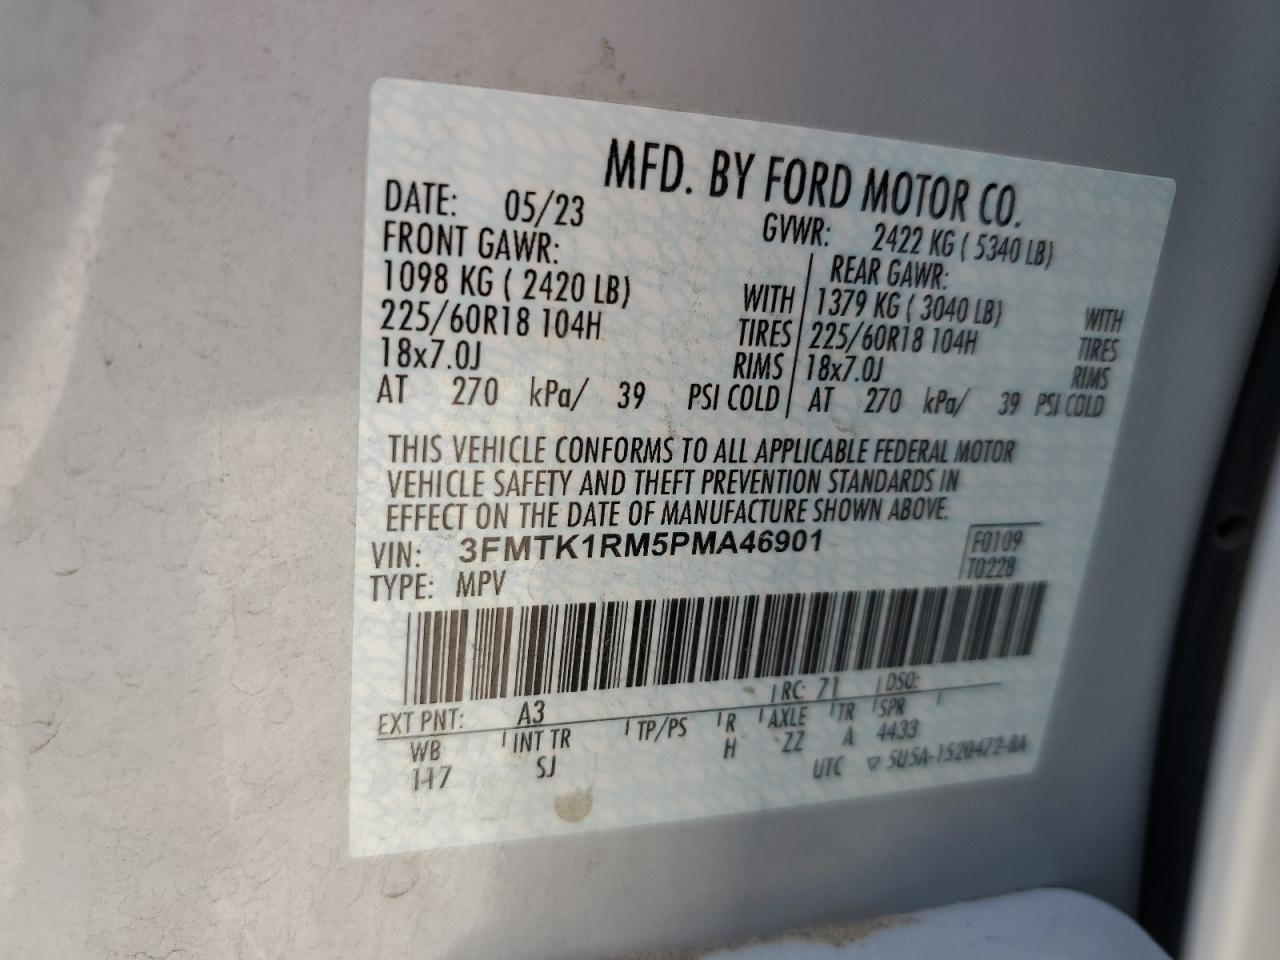 MFD. BY FORD MOTOR CO.
DATE: 05/23 GVWR: 2422 KG ( 5340 LB)
FRONT GAWR: REAR GAWR:
1098 KG ( 2420 LB) WITH 1379 KG ( 3040 LB) WITH
225/60R18 104H TIRES 225/60R18 104H TIRES
18x7.0J RIMS 18x7.0J RIMS
AT 270 kPa/ 39 PSI COLD AT 270 kPa/ 39 PSI COLD
THIS VEHICLE CONFORMS TO ALL APPLICABLE FEDERAL MOTOR
VEHICLE SAFETY AND THEFT PREVENTION STANDARDS IN
EFFECT ON THE DATE OF MANUFACTURE SHOWN ABOVE.
VIN: 3FMTK1RM5PMA46901 F0109
TYPE: MPV T0228
EXT PNT: A3 RC: 71 DSO:
WB INT TR TP/PS R AXLE TR SPR
117 SJ H ZZ A 4433
UTC ▽ 5U5A-1520472-BA